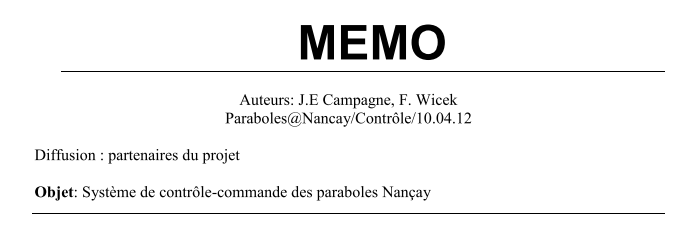 MEMO
Auteurs: J.E Campagne, F. Wicek
Paraboles@Nancay/Contrôle/10.04.12
Diffusion : partenaires du projet
Objet: Système de contrôle-commande des paraboles Nançay